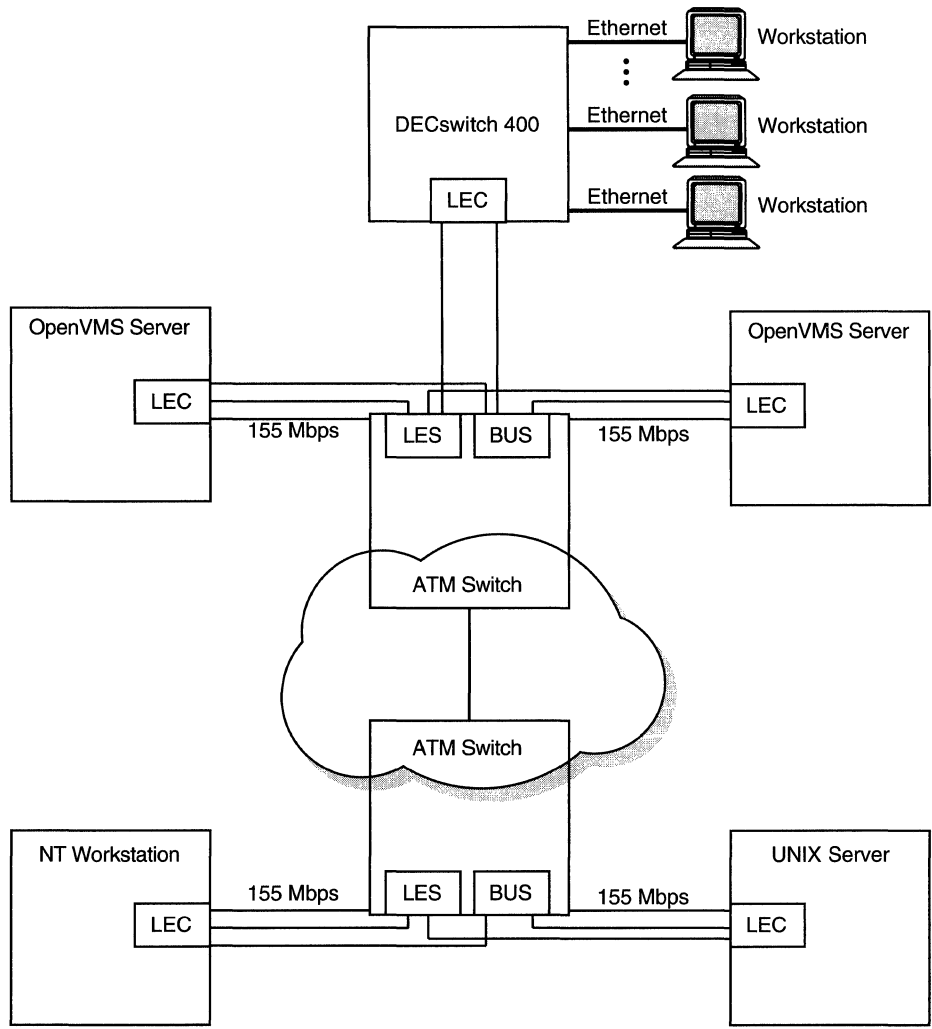 Ethernet
Workstation
DECswitch 400
Ethernet
Workstation
LEC
Ethernet
Workstation
OpenVMS Server
OpenVMS Server
LEC
LEC
155 Mbps
LES
BUS
155 Mbps
ATM Switch
ATM Switch
NT Workstation
UNIX Server
155 Mbps
LES
BUS
155 Mbps
LEC
LEC